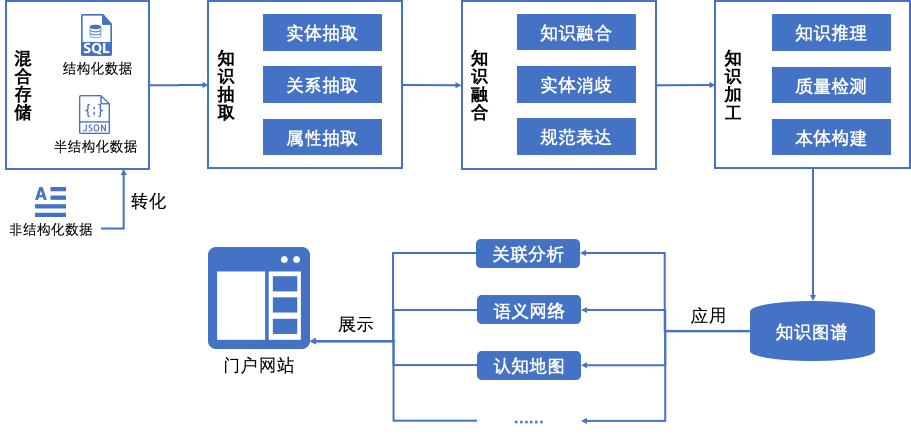 混合存储
SQL
结构化数据
JSON
半结构化数据
A
非结构化数据
转化
知识抽取
实体抽取
关系抽取
属性抽取
知识融合
知识融合
实体消歧
规范表达
知识加工
知识推理
质量检测
本体构建
知识图谱
应用
关联分析
语义网络
认知地图
······
展示
门户网站